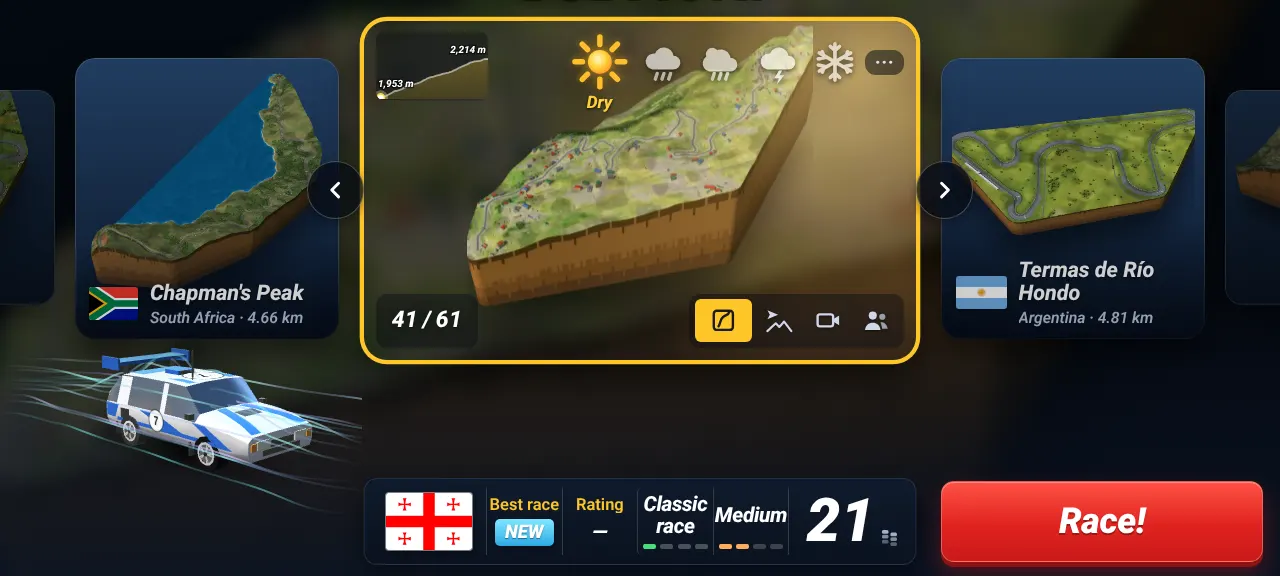 2,214 m
1,953 m
Dry
41 / 61
Chapman's Peak
South Africa · 4.66 km
Termas de Río
Hondo
Argentina · 4.81 km
7
Best race
NEW
Rating
–
Classic
race
Medium
21
Race!